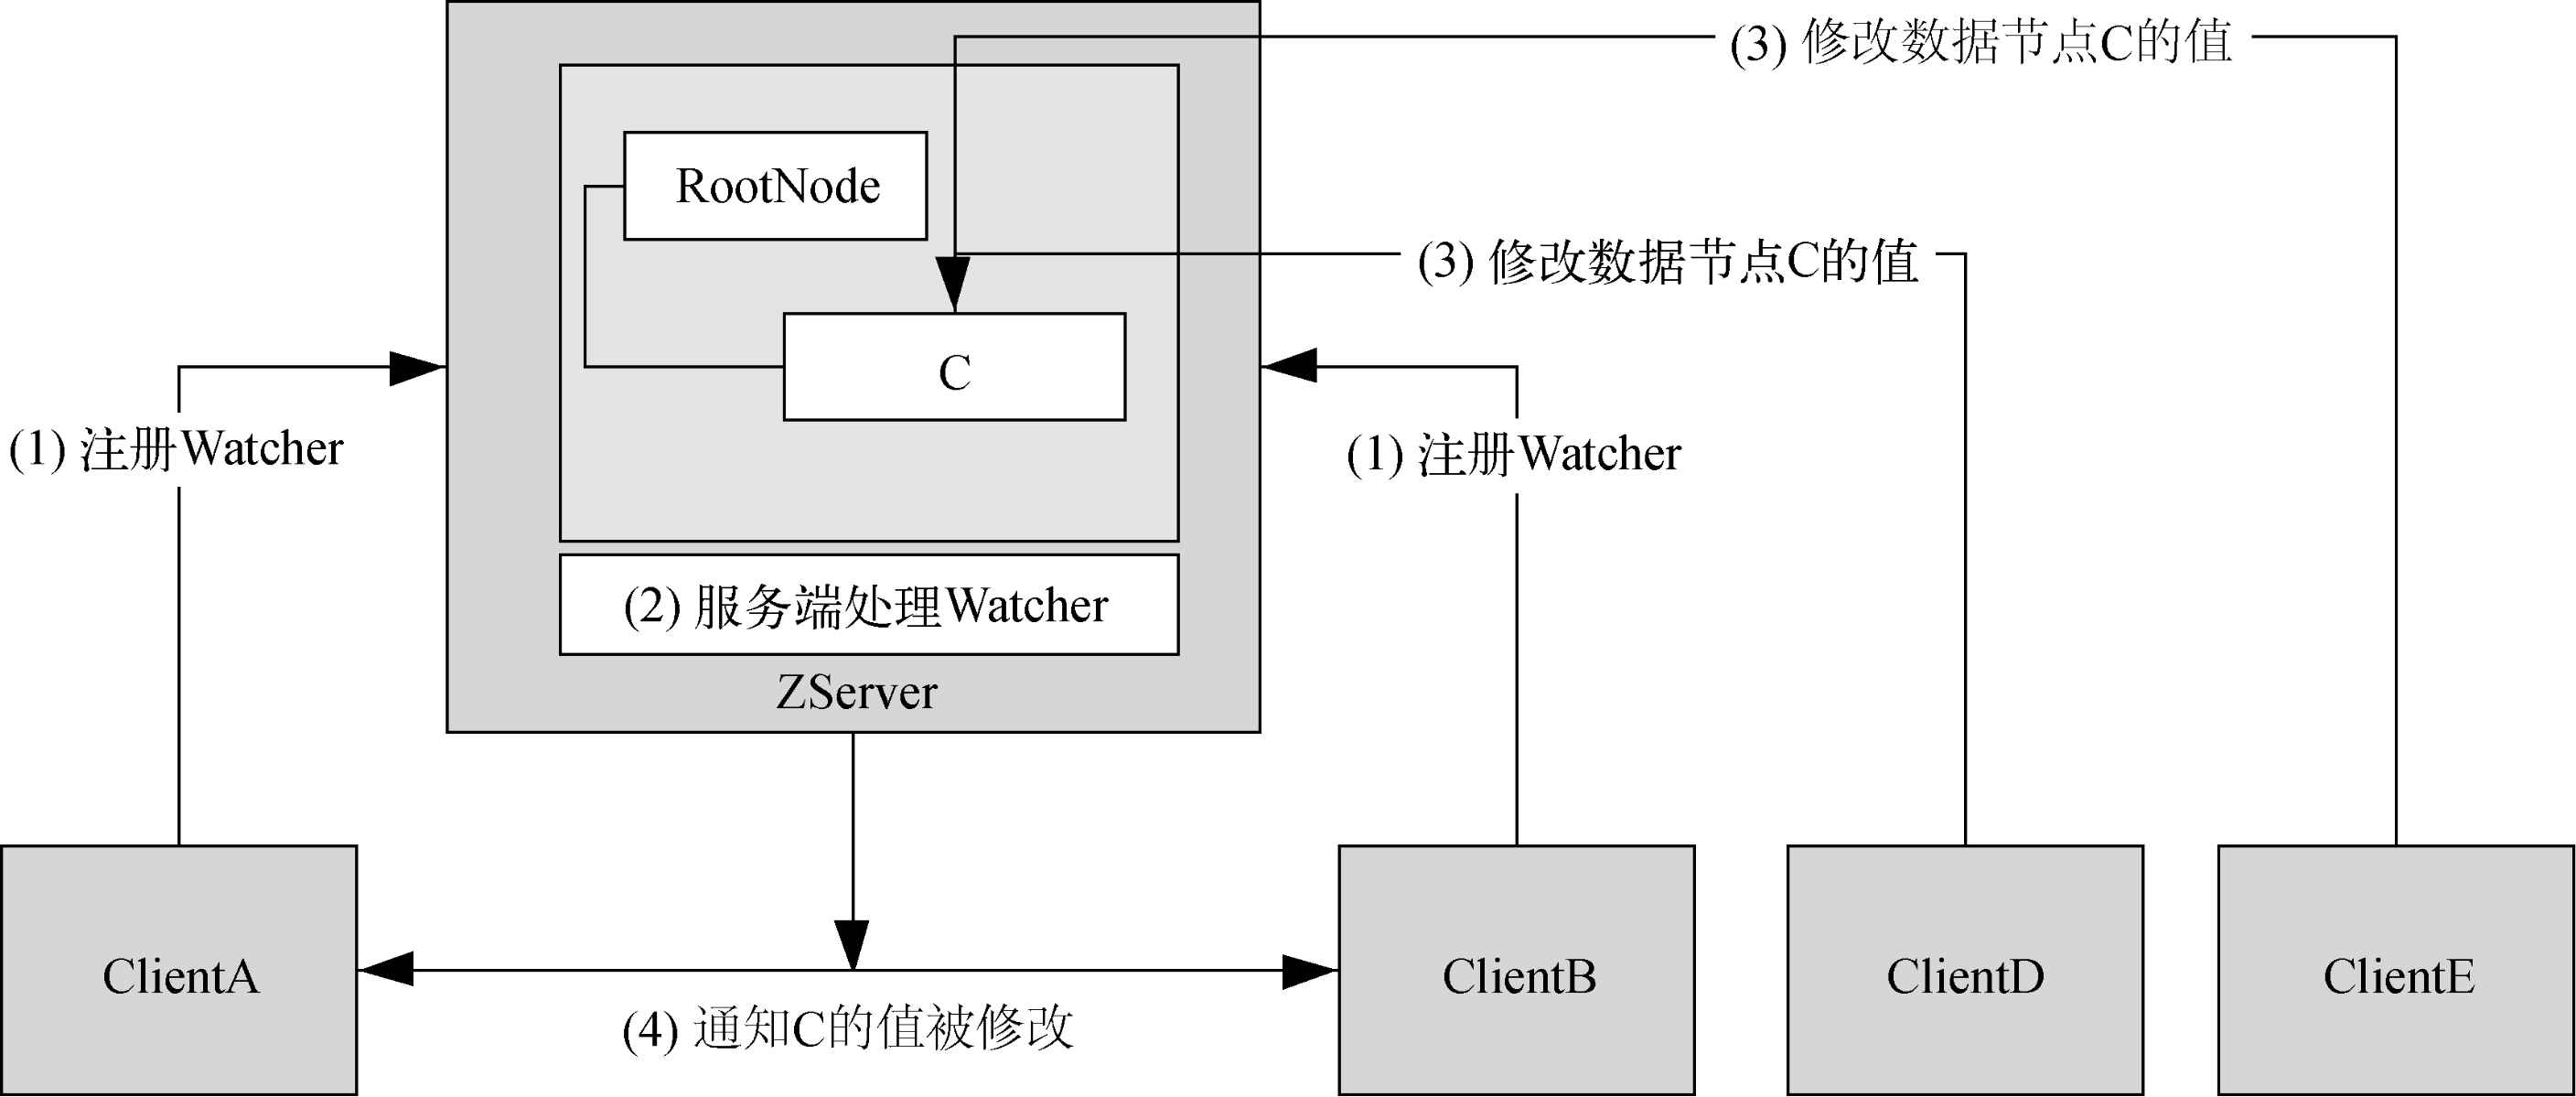 (3) 修改数据节点C的值
RootNode
(3) 修改数据节点C的值
C
(1) 注册Watcher
(1) 注册Watcher
(2) 服务端处理Watcher
ZServer
ClientA
ClientB
ClientD
ClientE
(4) 通知C的值被修改